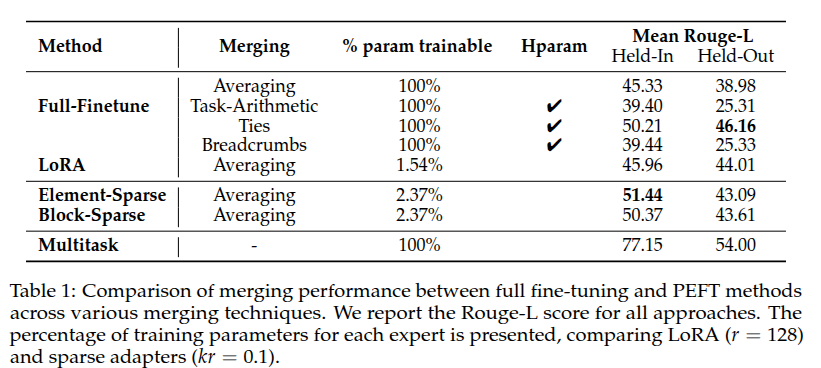 Method Merging % param trainable Hparam Mean Rouge-L
Held-In Held-Out
Averaging 100% 45.33 38.98
Full-Finetune Task-Arithmetic 100% ✔ 39.40 25.31
Ties 100% ✔ 50.21 46.16
Breadcrumbs 100% ✔ 39.44 25.33
LoRA Averaging 1.54% 45.96 44.01
Element-Sparse Averaging 2.37% 51.44 43.09
Block-Sparse Averaging 2.37% 50.37 43.61
Multitask - 100% 77.15 54.00
Table 1: Comparison of merging performance between full fine-tuning and PEFT methods
across various merging techniques. We report the Rouge-L score for all approaches. The
percentage of training parameters for each expert is presented, comparing LoRA (r = 128)
and sparse adapters (kr = 0.1).